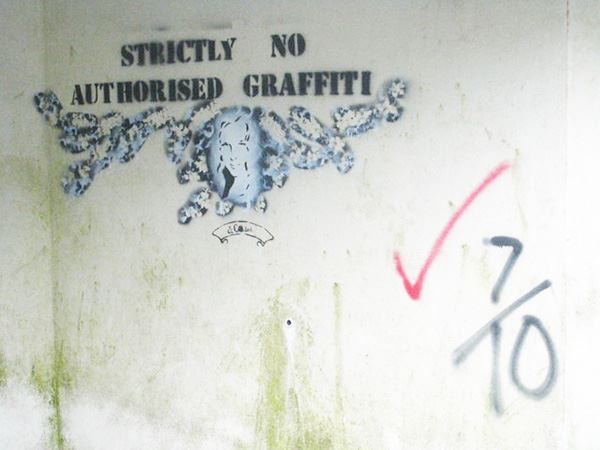 STRICTLY NO
AUTHORISED GRAFFITI
7
10